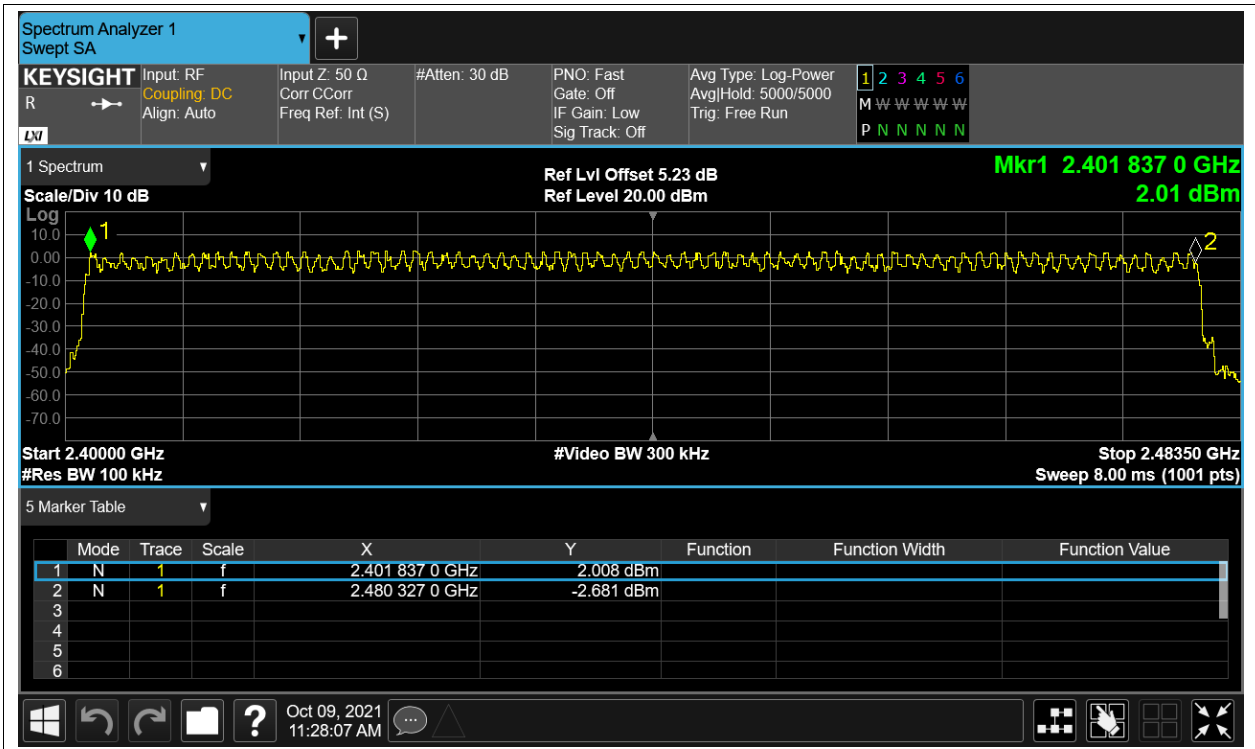 Spectrum Analyzer 1
Swept SA
KEYSIGHT Input: RF Input Z: 50 Ω #Atten: 30 dB PNO: Fast Avg Type: Log-Power 1 2 3 4 5 6
R Coupling: DC Corr CCorr Gate: Off Avg|Hold: 5000/5000 M W W W W W
Align: Auto Freq Ref: Int (S) IF Gain: Low Trig: Free Run
LXI Sig Track: Off P N N N N N
1 Spectrum Ref Lvl Offset 5.23 dB Mkr1 2.401 837 0 GHz
Scale/Div 10 dB Ref Level 20.00 dBm 2.01 dBm
Log
10.0 1 2
0.00
-10.0
-20.0
-30.0
-40.0
-50.0
-60.0
-70.0
Start 2.40000 GHz #Video BW 300 kHz Stop 2.48350 GHz
#Res BW 100 kHz Sweep 8.00 ms (1001 pts)
5 Marker Table
Mode Trace Scale X Y Function Function Width Function Value
1 N 1 f 2.401 837 0 GHz 2.008 dBm
2 N 1 f 2.480 327 0 GHz -2.681 dBm
3
4
5
6
? Oct 09, 2021
11:28:07 AM